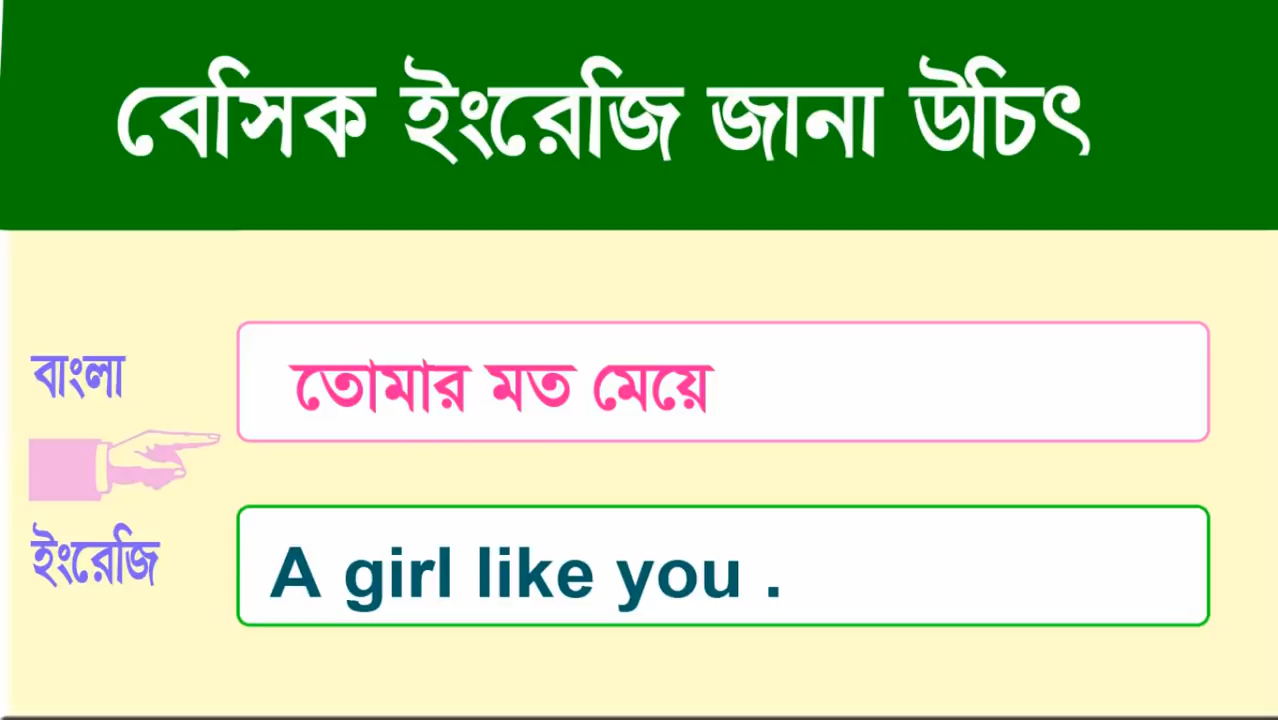 বেসিক ইংরেজি জানা উচিৎ
বাংলা
তোমার মত মেয়ে
ইংরেজি
A girl like you .